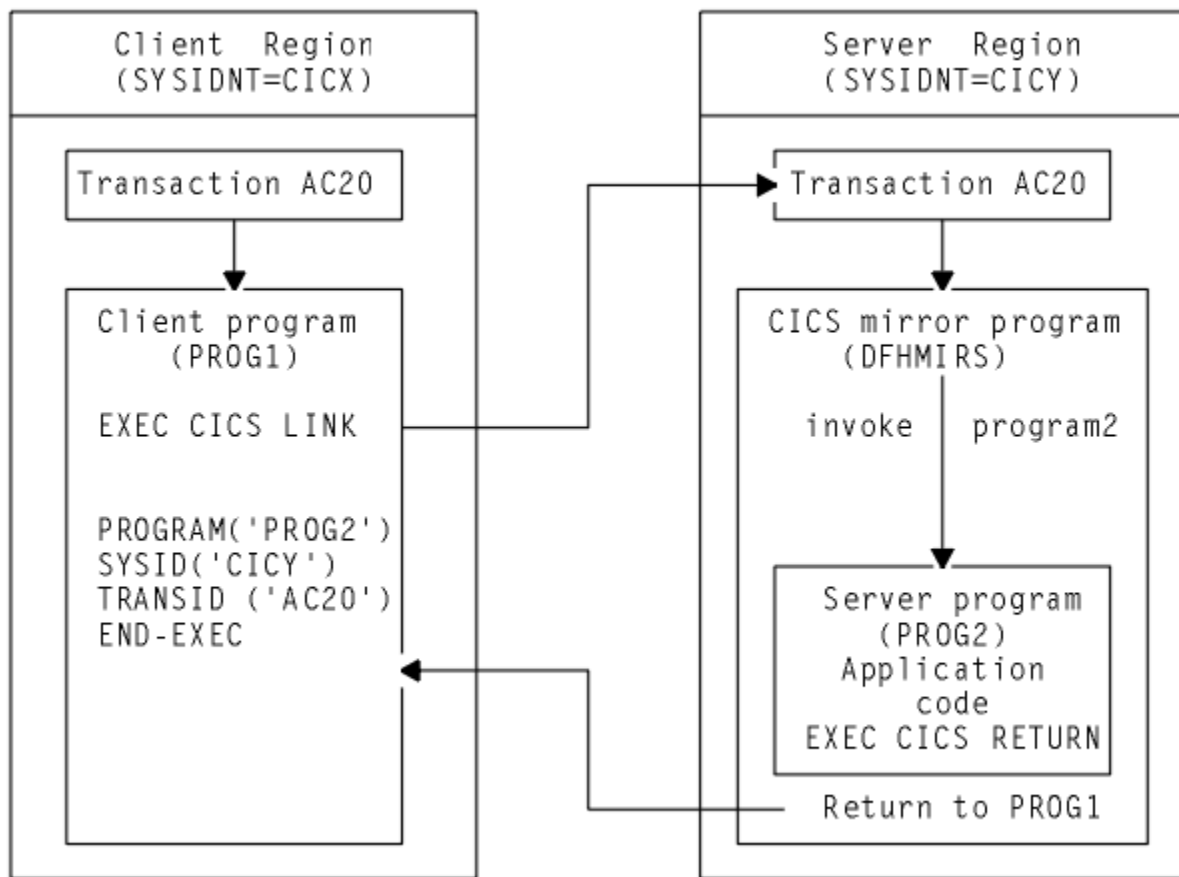 Client Region
(SYSIDNT=CICX)
Transaction AC20
Client program
(PROG1)
EXEC CICS LINK
PROGRAM('PROG2')
SYSID('CICY')
TRANSID ('AC20')
END-EXEC
Server Region
(SYSIDNT=CICY)
Transaction AC20
CICS mirror program
(DFHMIRS)
invoke program2
Server program
(PROG2)
Application
code
EXEC CICS RETURN
Return to PROG1